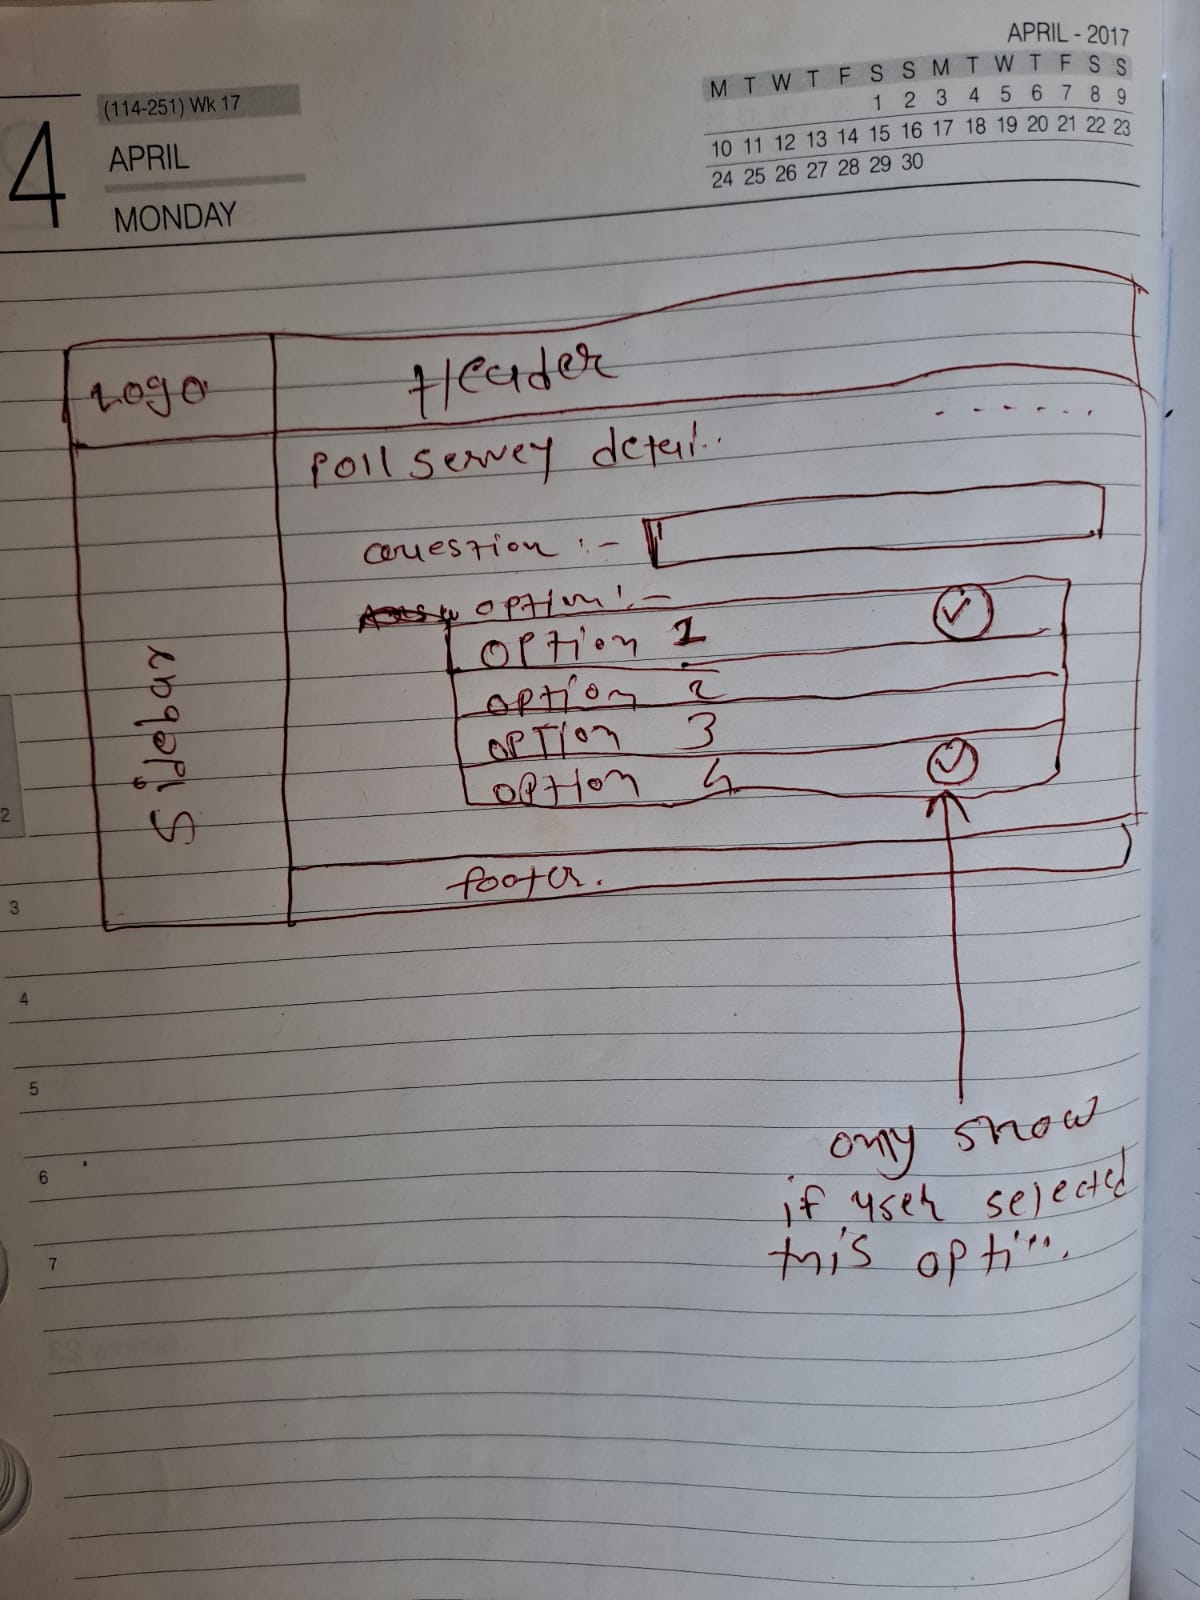 APRIL - 2017
M T W T F S S M T W T F S S
1 2 3 4 5 6 7 8 9
10 11 12 13 14 15 16 17 18 19 20 21 22 23
24 25 26 27 28 29 30
(114-251) Wk 17
4
APRIL
MONDAY
Logo
Header
Poll Servey detail..
Question :-
option :-
option 1
option 2
option 3
option 4
Sidebar
footer.
only show
if user selected
this option.
2
3
4
5
6
7